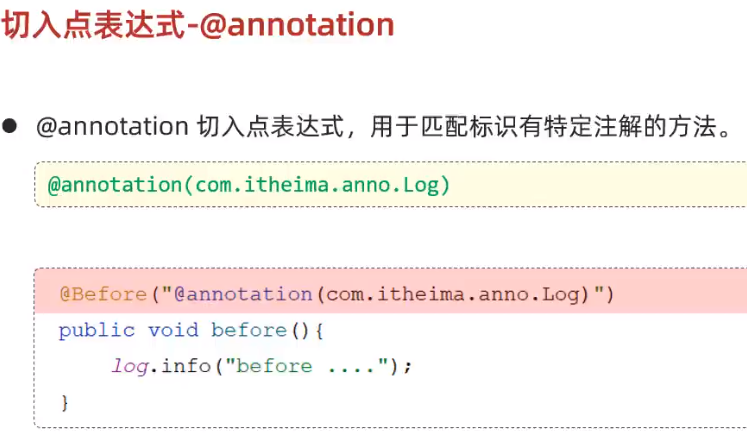 切入点表达式-@annotation
● @annotation 切入点表达式，用于匹配标识有特定注解的方法。
@annotation(com.itheima.anno.Log)
@Before("@annotation(com.itheima.anno.Log)")
public void before(){
    log.info("before ....");
}